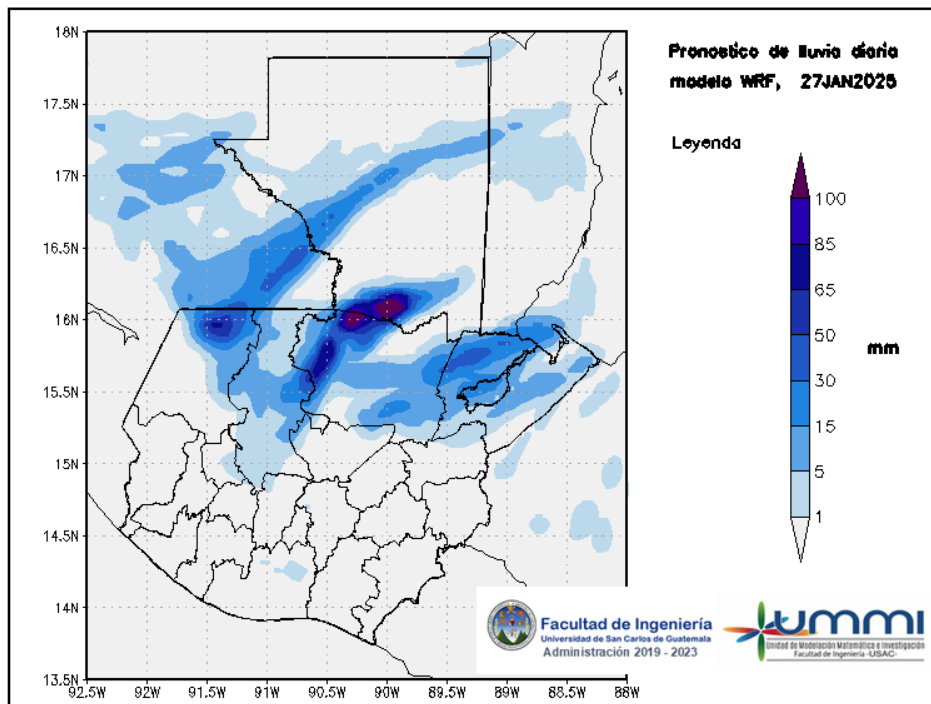 18N
17.5N
17N
16.5N
16N
15.5N
15N
14.5N
14N
13.5N
92.5W
92W
91.5W
91W
90.5W
90W
89.5W
89W
88.5W
88W
Pronostico de lluvia diaria
modelo WRF, 27JAN2025
Leyenda
100
85
65
50
30
15
5
1
mm
Facultad de Ingeniería
Universidad de San Carlos de Guatemala
Administración 2019 - 2023
UMMI
Unidad de Modelación Matemática e Investigación
Facultad de Ingeniería -USAC-